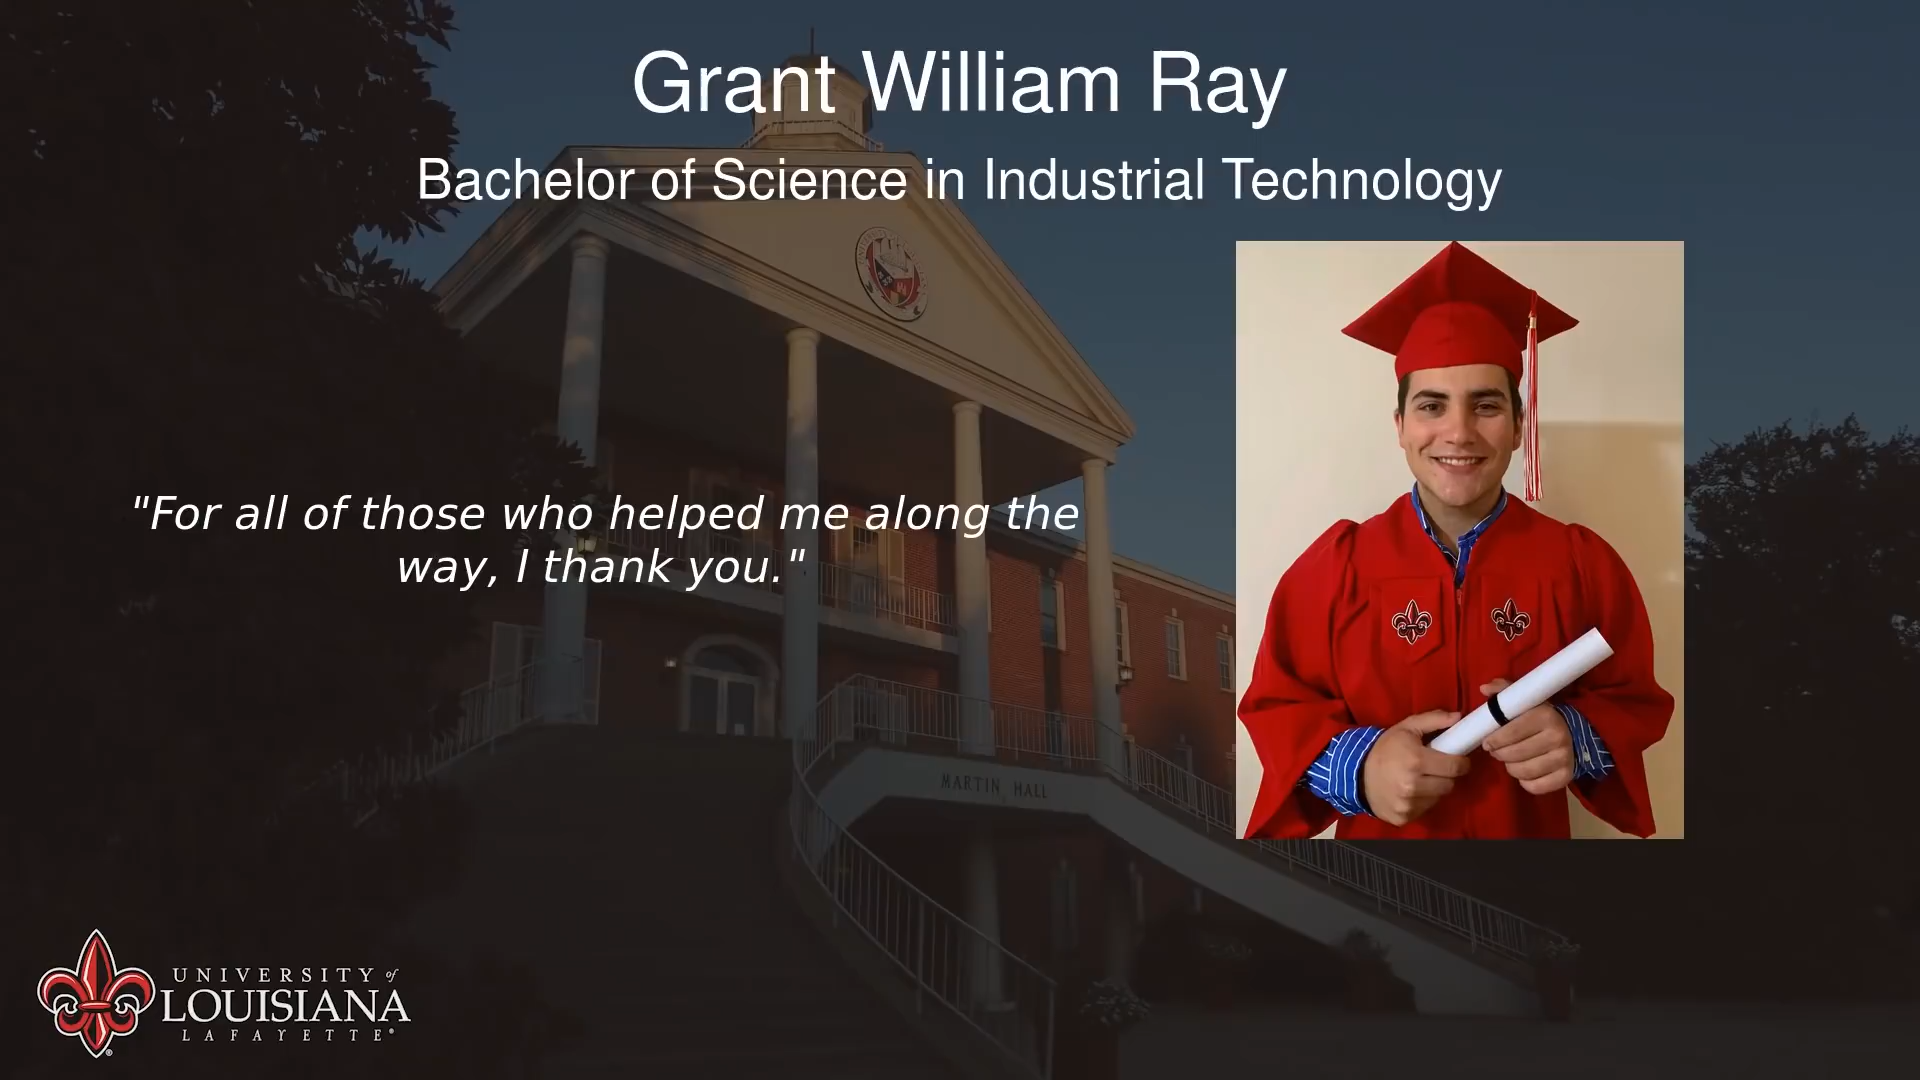 Grant William Ray
Bachelor of Science in Industrial Technology
"For all of those who helped me along the
way, I thank you."
MARTIN HALL
UNIVERSITY of
LOUISIANA
LAFAYETTE®
®